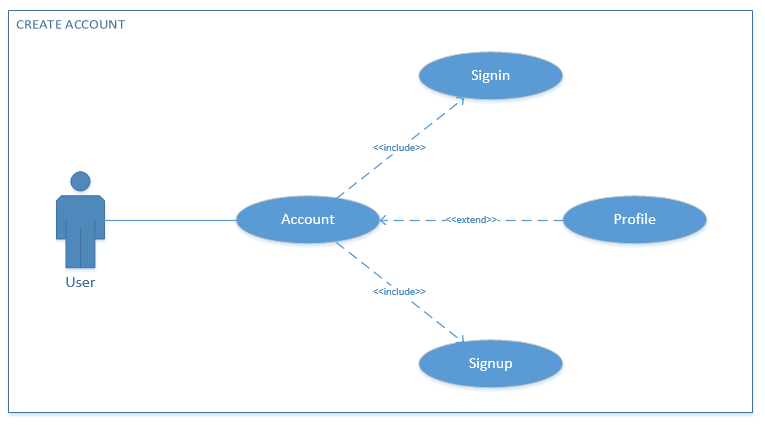 CREATE ACCOUNT
Signin
<<include>>
Account
<<extend>>
Profile
User
<<include>>
Signup